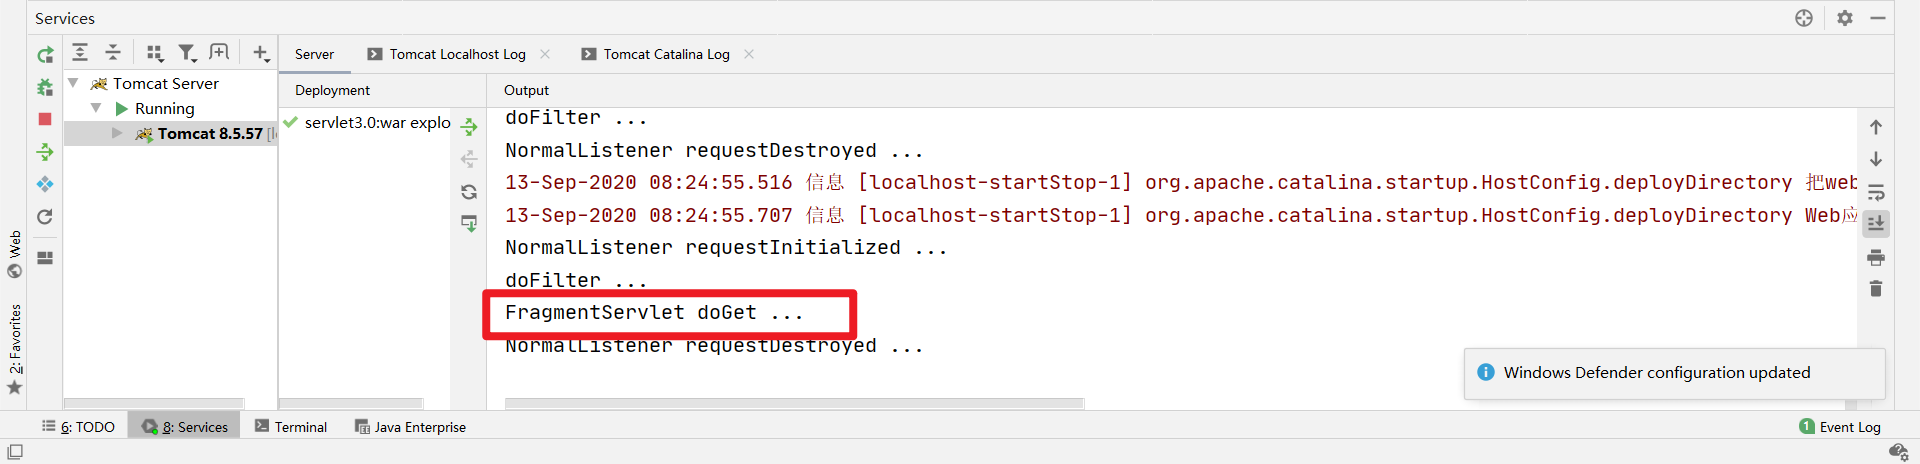 Services
Server
Tomcat Localhost Log
Tomcat Catalina Log
Tomcat Server
Running
Tomcat 8.5.57 [l
Deployment
servlet3.0:war explo
Output
doFilter ...
NormalListener requestDestroyed ...
13-Sep-2020 08:24:55.516 信息 [localhost-startStop-1] org.apache.catalina.startup.HostConfig.deployDirectory 把web
13-Sep-2020 08:24:55.707 信息 [localhost-startStop-1] org.apache.catalina.startup.HostConfig.deployDirectory Web应
NormalListener requestInitialized ...
doFilter ...
FragmentServlet doGet ...
NormalListener requestDestroyed ...
Windows Defender configuration updated
Web
2: Favorites
6: TODO
8: Services
Terminal
Java Enterprise
1 Event Log